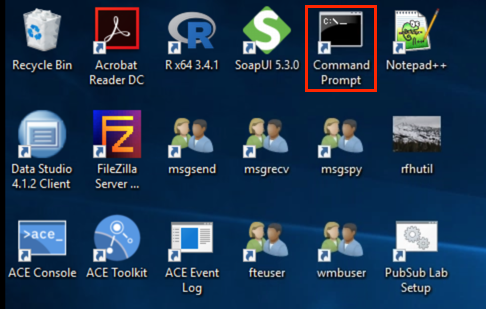 Recycle Bin
Acrobat
Reader DC
R x64 3.4.1
SoapUI 5.3.0
Command
Prompt
Notepad++
Data Studio
4.1.2 Client
FileZilla
Server ...
msgsend
msgrecv
msgspy
rfhutil
ACE Console
ACE Toolkit
ACE Event
Log
fteuser
wmbuser
PubSub Lab
Setup
R
C:\._
>ace_